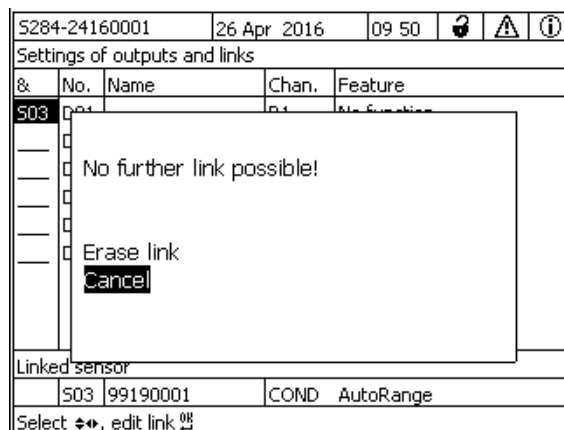 S284-24160001 26 Apr 2016 09 50
Settings of outputs and links
& No. Name Chan. Feature
S03
No further link possible!
Erase link
Cancel
Linked sensor
S03 99190001 COND AutoRange
Select , edit link OK